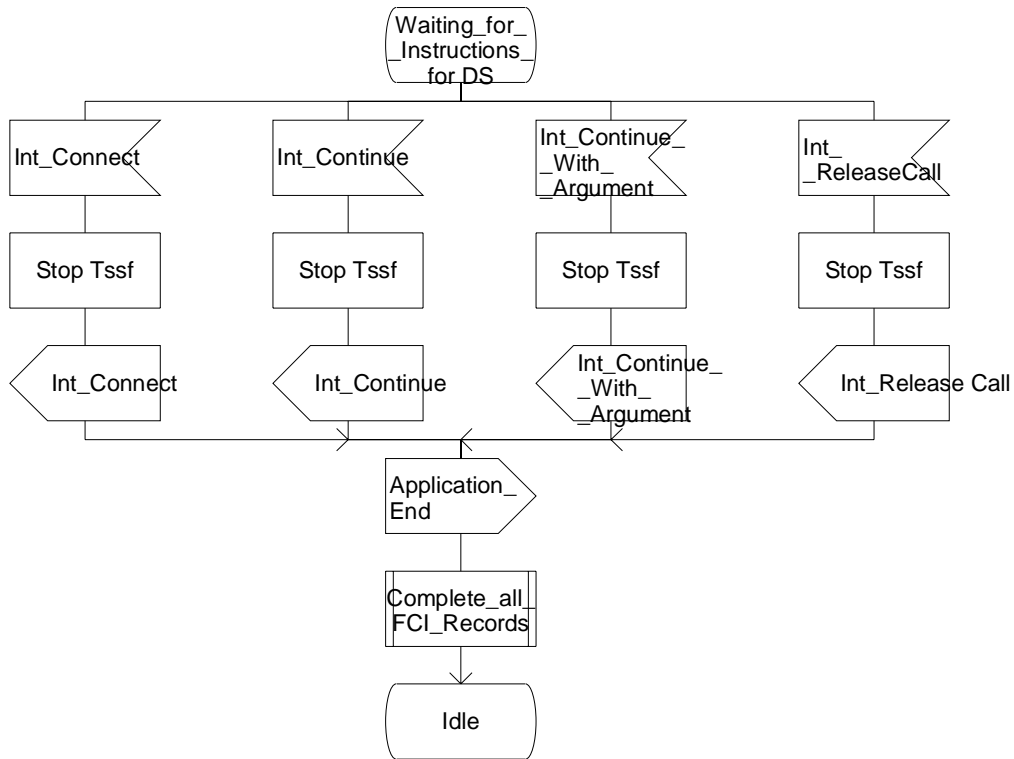 Waiting_for_
_Instructions_
for DS
Int_Connect
Int_Continue
Int_Continue_
_With_
_Argument
Int_
_ReleaseCall
Stop Tssf
Stop Tssf
Stop Tssf
Stop Tssf
Int_Connect
Int_Continue
Int_Continue_
_With_
_Argument
Int_Release Call
Application_
End
Complete_all_
FCI_Records
Idle